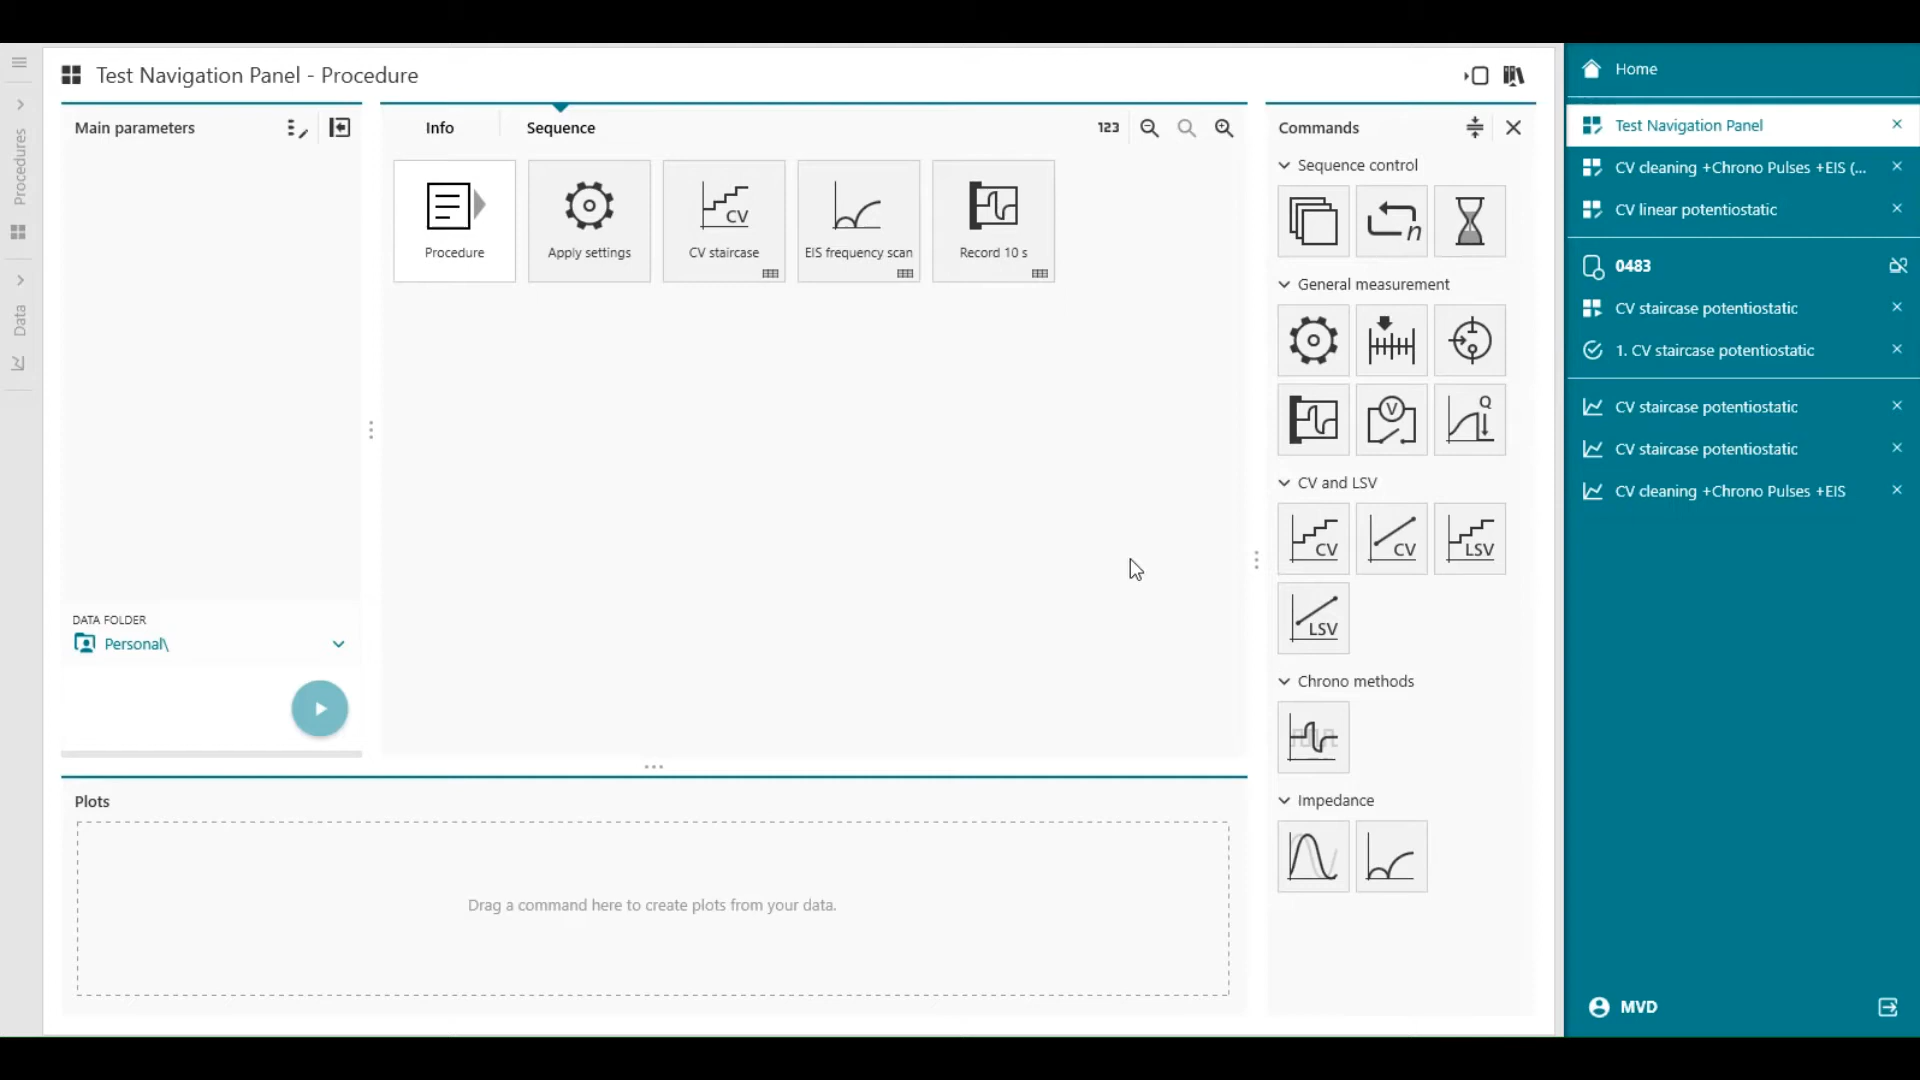 Test Navigation Panel - Procedure
Procedures
Data
Main parameters
DATA FOLDER
Personal\
Info
Sequence
123
Procedure
Apply settings
CV
CV staircase
EIS frequency scan
Record 10 s
Plots
Drag a command here to create plots from your data.
Commands
Sequence control
n
General measurement
V
Q
CV and LSV
CV
CV
LSV
LSV
Chrono methods
Impedance
Home
Test Navigation Panel
CV cleaning +Chrono Pulses +EIS (...
CV linear potentiostatic
0483
CV staircase potentiostatic
1. CV staircase potentiostatic
CV staircase potentiostatic
CV staircase potentiostatic
CV cleaning +Chrono Pulses +EIS
MVD